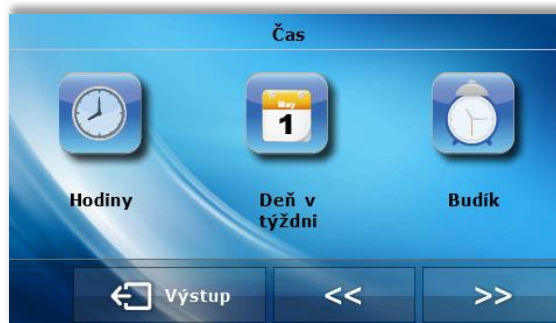 Čas
May
1
Hodiny
Deň v
týždni
Budík
Výstup
<<
>>